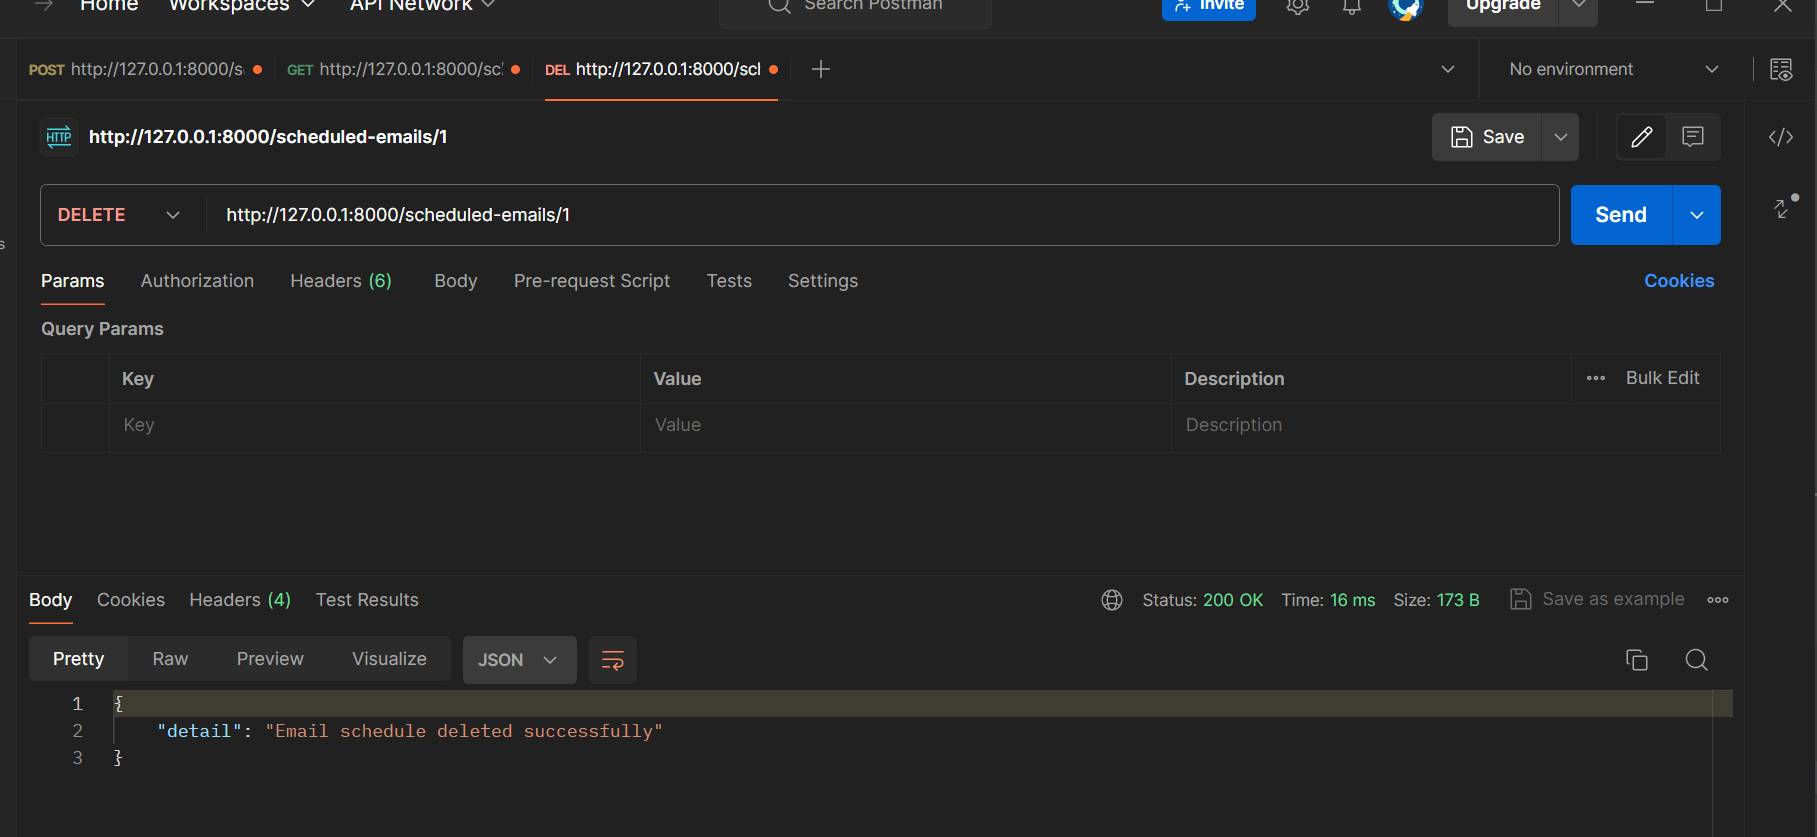 Home Workspaces API Network Search Postman Invite Upgrade
POST http://127.0.0.1:8000/s GET http://127.0.0.1:8000/sc DEL http://127.0.0.1:8000/scl No environment
HTTP http://127.0.0.1:8000/scheduled-emails/1 Save
s
DELETE http://127.0.0.1:8000/scheduled-emails/1 Send
Params Authorization Headers (6) Body Pre-request Script Tests Settings Cookies
Query Params
Key Value Description Bulk Edit
Key Value Description
Body Cookies Headers (4) Test Results Status: 200 OK Time: 16 ms Size: 173 B Save as example
Pretty Raw Preview Visualize JSON
1 {
2 "detail": "Email schedule deleted successfully"
3 }